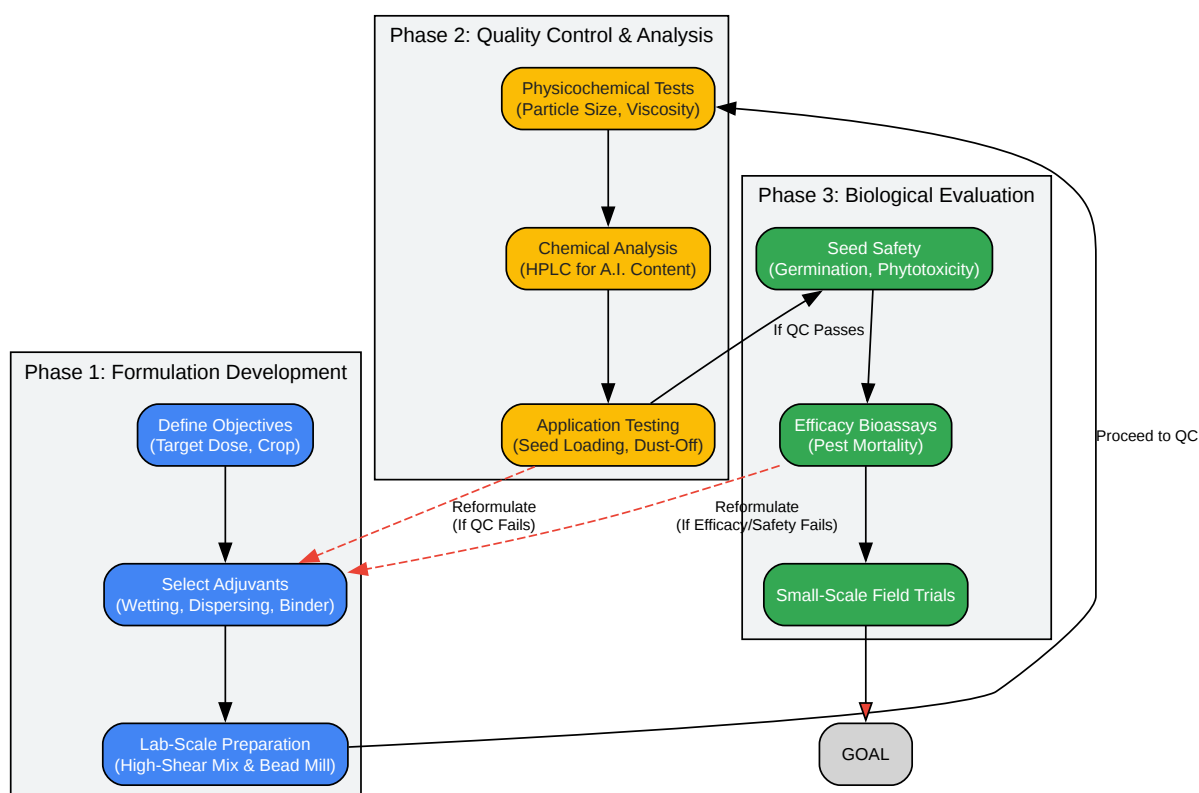 Phase 2: Quality Control & Analysis
Physicochemical Tests
(Particle Size, Viscosity)
Chemical Analysis
(HPLC for A.I. Content)
Application Testing
(Seed Loading, Dust-Off)
Phase 3: Biological Evaluation
Seed Safety
(Germination, Phytotoxicity)
If QC Passes
Efficacy Bioassays
(Pest Mortality)
Small-Scale Field Trials
Proceed to QC
Phase 1: Formulation Development
Define Objectives
(Target Dose, Crop)
Select Adjuvants
(Wetting, Dispersing, Binder)
Lab-Scale Preparation
(High-Shear Mix & Bead Mill)
Reformulate
(If QC Fails)
Reformulate
(If Efficacy/Safety Fails)
GOAL